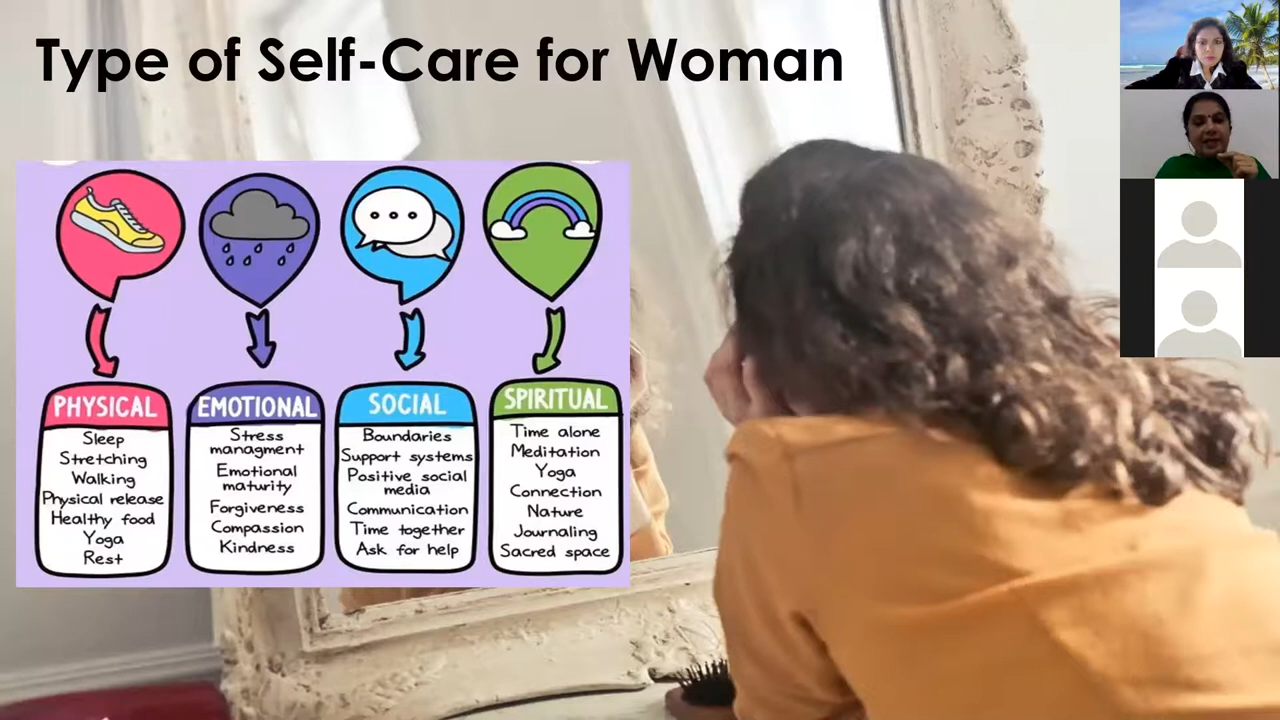 Type of Self-Care for Woman
PHYSICAL
Sleep
Stretching
Walking
Physical release
Healthy food
Yoga
Rest
EMOTIONAL
Stress
managment
Emotional
maturity
Forgiveness
Compassion
Kindness
SOCIAL
Boundaries
Support systems
Positive social
media
Communication
Time together
Ask for help
SPIRITUAL
Time alone
Meditation
Yoga
Connection
Nature
Journaling
Sacred space